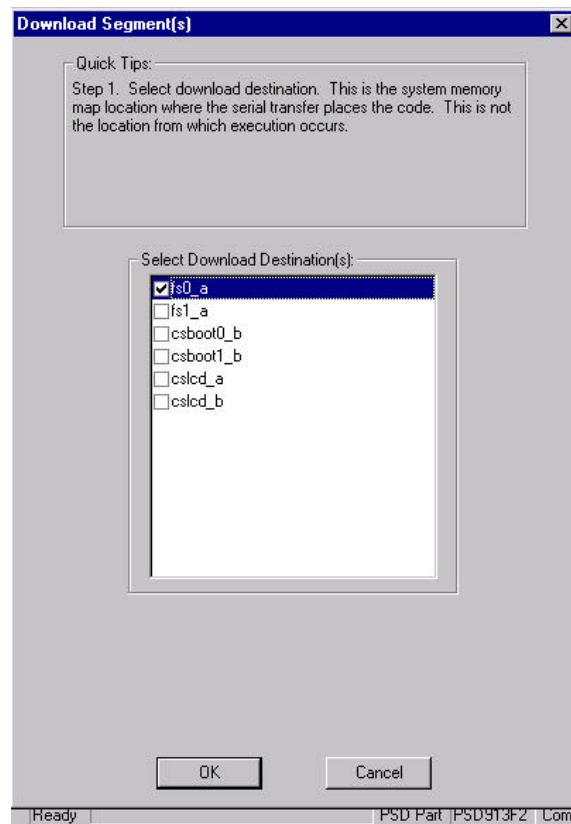 Download Segment(s)
Quick Tips:
Step 1. Select download destination. This is the system memory
map location where the serial transfer places the code. This is not
the location from which execution occurs.
Select Download Destination(s):
fs0_a
fs1_a
csboot0_b
csboot1_b
cslcd_a
cslcd_b
OK Cancel
Ready PSD Part PSD913F2 Com